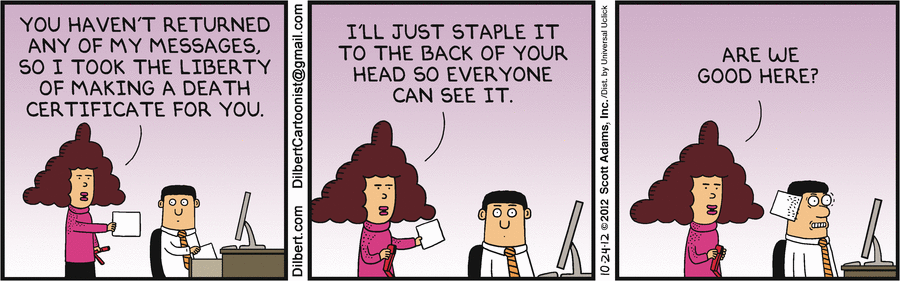 YOU HAVEN'T RETURNED
ANY OF MY MESSAGES,
SO I TOOK THE LIBERTY
OF MAKING A DEATH
CERTIFICATE FOR YOU.
Dilbert.com DilbertCartoonist@gmail.com
I'LL JUST STAPLE IT
TO THE BACK OF YOUR
HEAD SO EVERYONE
CAN SEE IT.
10-24-12 ©2012 Scott Adams, Inc. /Dist. by Universal Uclick
ARE WE
GOOD HERE?